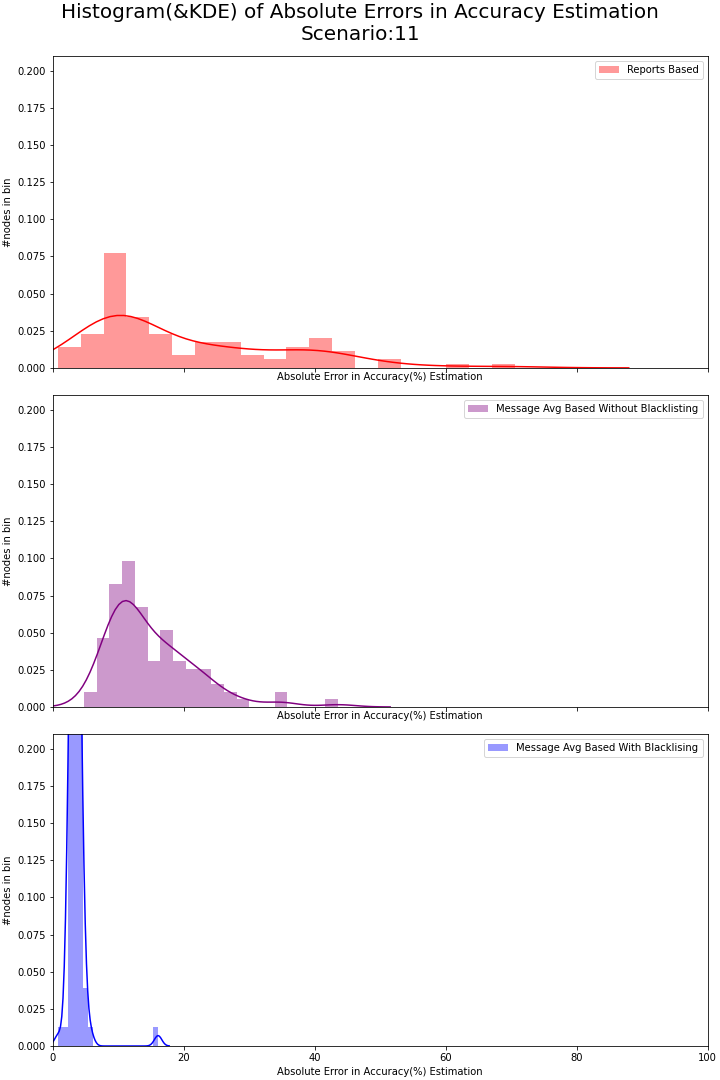 Histogram(&KDE) of Absolute Errors in Accuracy Estimation
Scenario:11
Reports Based
0.200
0.175
0.150
0.125
0.100
0.075
0.050
0.025
0.000
#nodes in bin
Absolute Error in Accuracy(%) Estimation
Message Avg Based Without Blacklisting
0.200
0.175
0.150
0.125
0.100
0.075
0.050
0.025
0.000
#nodes in bin
Absolute Error in Accuracy(%) Estimation
Message Avg Based With Blacklising
0.200
0.175
0.150
0.125
0.100
0.075
0.050
0.025
0.000
#nodes in bin
0 20 40 60 80 100
Absolute Error in Accuracy(%) Estimation